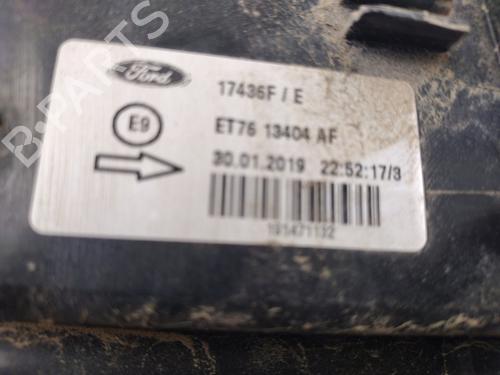 Ford
17436F / E
E9
ET76 13404 AF
30.01.2019 22:52:17/3
191471132
B-PARTS